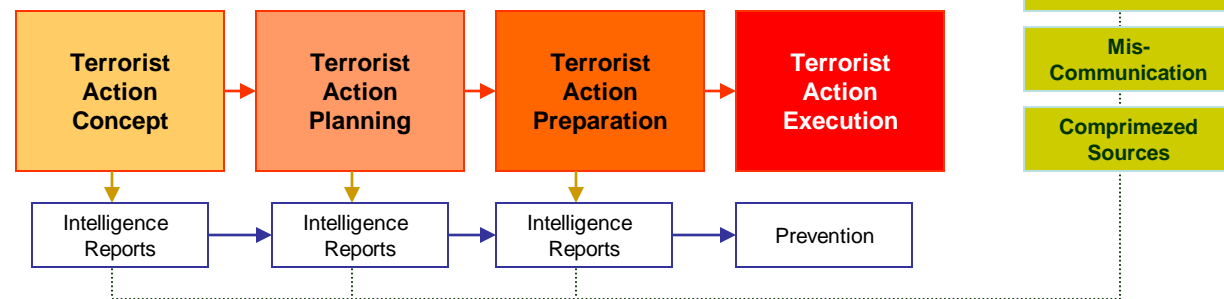 Terrorist
Action
Concept
Terrorist
Action
Planning
Terrorist
Action
Preparation
Terrorist
Action
Execution
Mis-
Communication
Comprimezed
Sources
Intelligence
Reports
Intelligence
Reports
Intelligence
Reports
Prevention